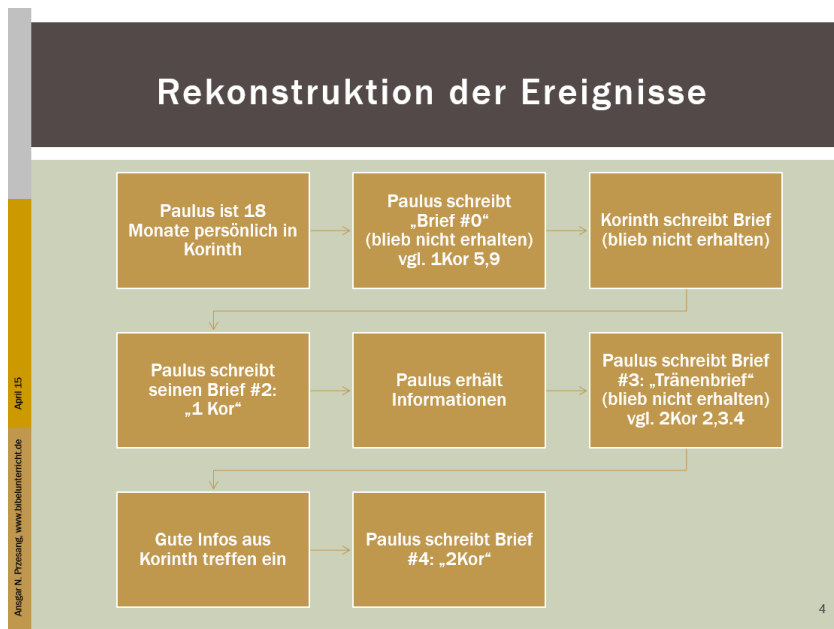 Rekonstruktion der Ereignisse
Paulus ist 18
Monate persönlich in
Korinth
Paulus schreibt
„Brief #0“
(blieb nicht erhalten)
vgl. 1Kor 5,9
Korinth schreibt Brief
(blieb nicht erhalten)
Paulus schreibt
seinen Brief #2:
„1 Kor“
Paulus erhält
Informationen
Paulus schreibt Brief
#3: „Tränenbrief“
(blieb nicht erhalten)
vgl. 2Kor 2,3.4
Gute Infos aus
Korinth treffen ein
Paulus schreibt Brief
#4: „2Kor“
April 15
Ansgar N. Przesang, www.bibelunterricht.de
4